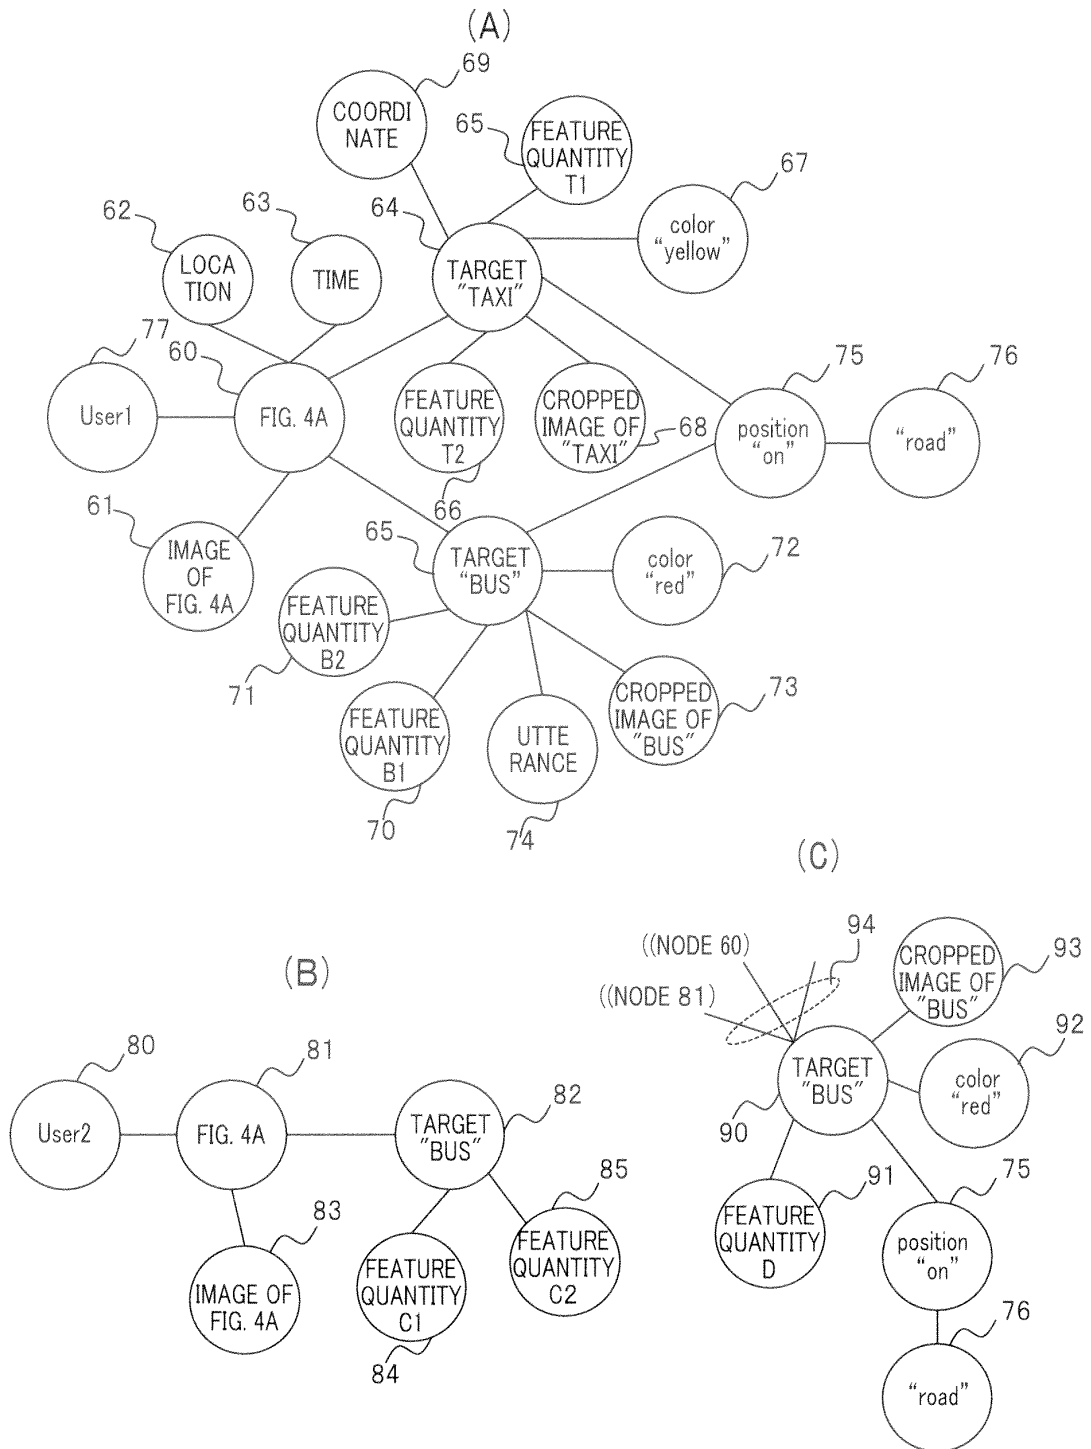 (A)
69
COORDI
NATE
65
FEATURE
QUANTITY
T1
67
color
“yellow”
62
LOCA
TION
63
TIME
64
TARGET
"TAXI"
77
User1
60
FIG. 4A
FEATURE
QUANTITY
T2
66
CROPPED
IMAGE OF
"TAXI"
68
75
position
“on”
76
“road”
61
IMAGE
OF
FIG. 4A
65
TARGET
“BUS”
color
“red”
72
FEATURE
QUANTITY
B2
71
FEATURE
QUANTITY
B1
70
UTTE
RANCE
74
CROPPED
IMAGE OF
"BUS"
73
(B)
80
User2
81
FIG. 4A
TARGET
"BUS"
82
83
IMAGE OF
FIG. 4A
FEATURE
QUANTITY
C1
84
85
FEATURE
QUANTITY
C2
(C)
((NODE 60)
((NODE 81)
94
CROPPED
IMAGE OF
"BUS"
93
TARGET
"BUS"
90
color
“red”
92
91
FEATURE
QUANTITY
D
75
position
“on”
76
“road”